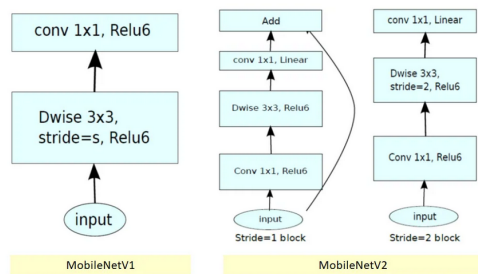 conv 1x1, Relu6
Dwise 3x3,
stride=s, Relu6
input
MobileNetV1
Add
conv 1x1, Linear
Dwise 3x3, Relu6
Conv 1x1, Relu6
input
Stride=1 block
conv 1x1, Linear
Dwise 3x3,
stride=2, Relu6
Conv 1x1, Relu6
input
Stride=2 block
MobileNetV2